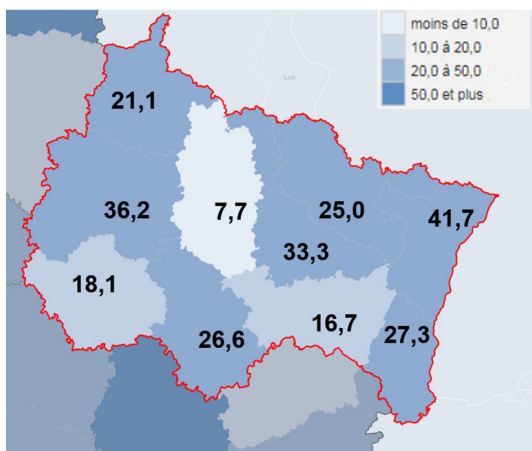 moins de 10,0
10,0 à 20,0
20,0 à 50,0
50,0 et plus
Lux.
21,1
36,2
7,7
25,0
41,7
33,3
18,1
16,7
27,3
26,6